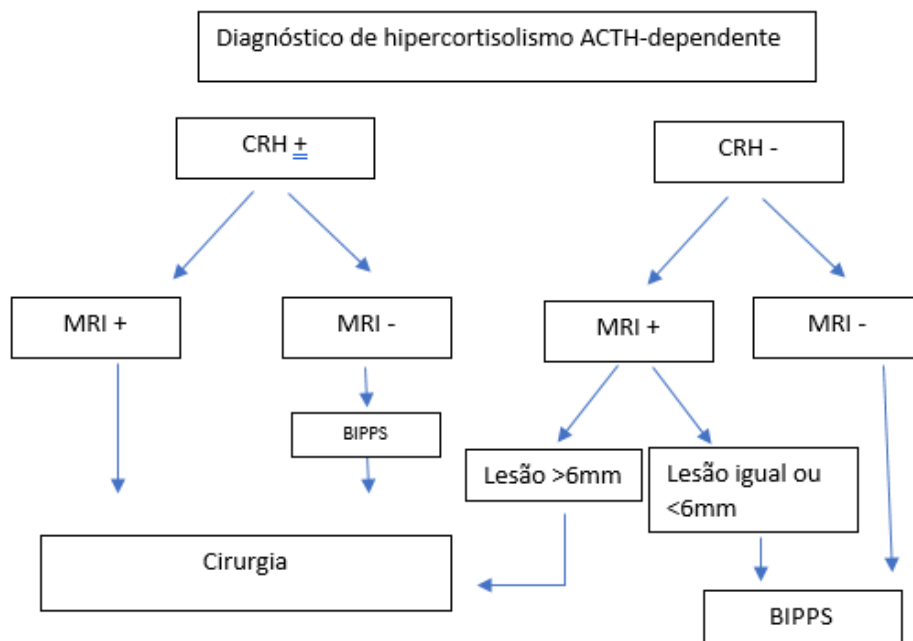 Diagnóstico de hipercortisolismo ACTH-dependente
CRH +
CRH -
MRI +
MRI -
MRI +
MRI -
BIPPS
Lesão >6mm
Lesão igual ou
<6mm
Cirurgia
BIPPS